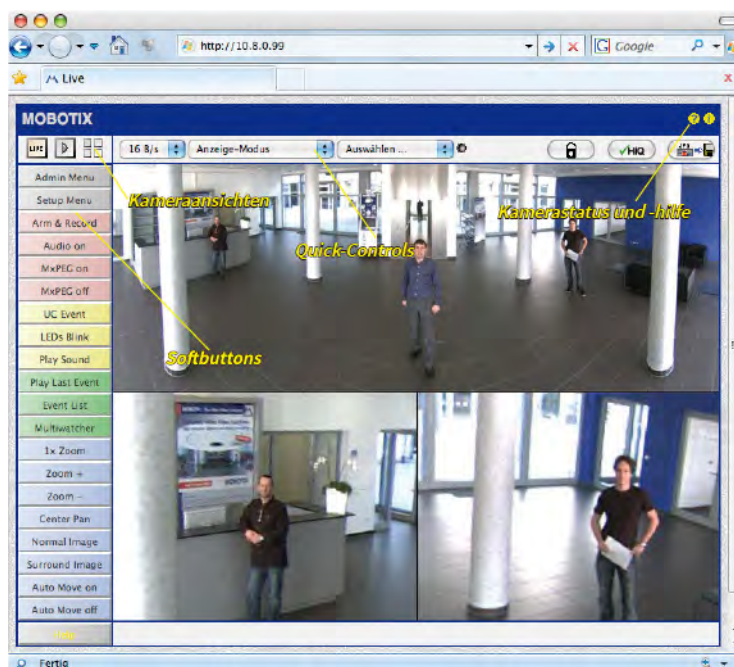 http://10.8.0.99
Google
Live
MOBOTIX
? i
LIVE
16 B/s
Anzeige-Modus
Auswählen ...
HIQ
Kameraansichten
Quick-Controls
Kamerastatus und -hilfe
Softbuttons
Admin Menu
Setup Menu
Arm & Record
Audio on
MxPEG on
MxPEG off
UC Event
LEDs Blink
Play Sound
Play Last Event
Event List
Multiwatcher
1x Zoom
Zoom +
Zoom -
Center Pan
Normal Image
Surround Image
Auto Move on
Auto Move off
MOBOTIX
Fertig